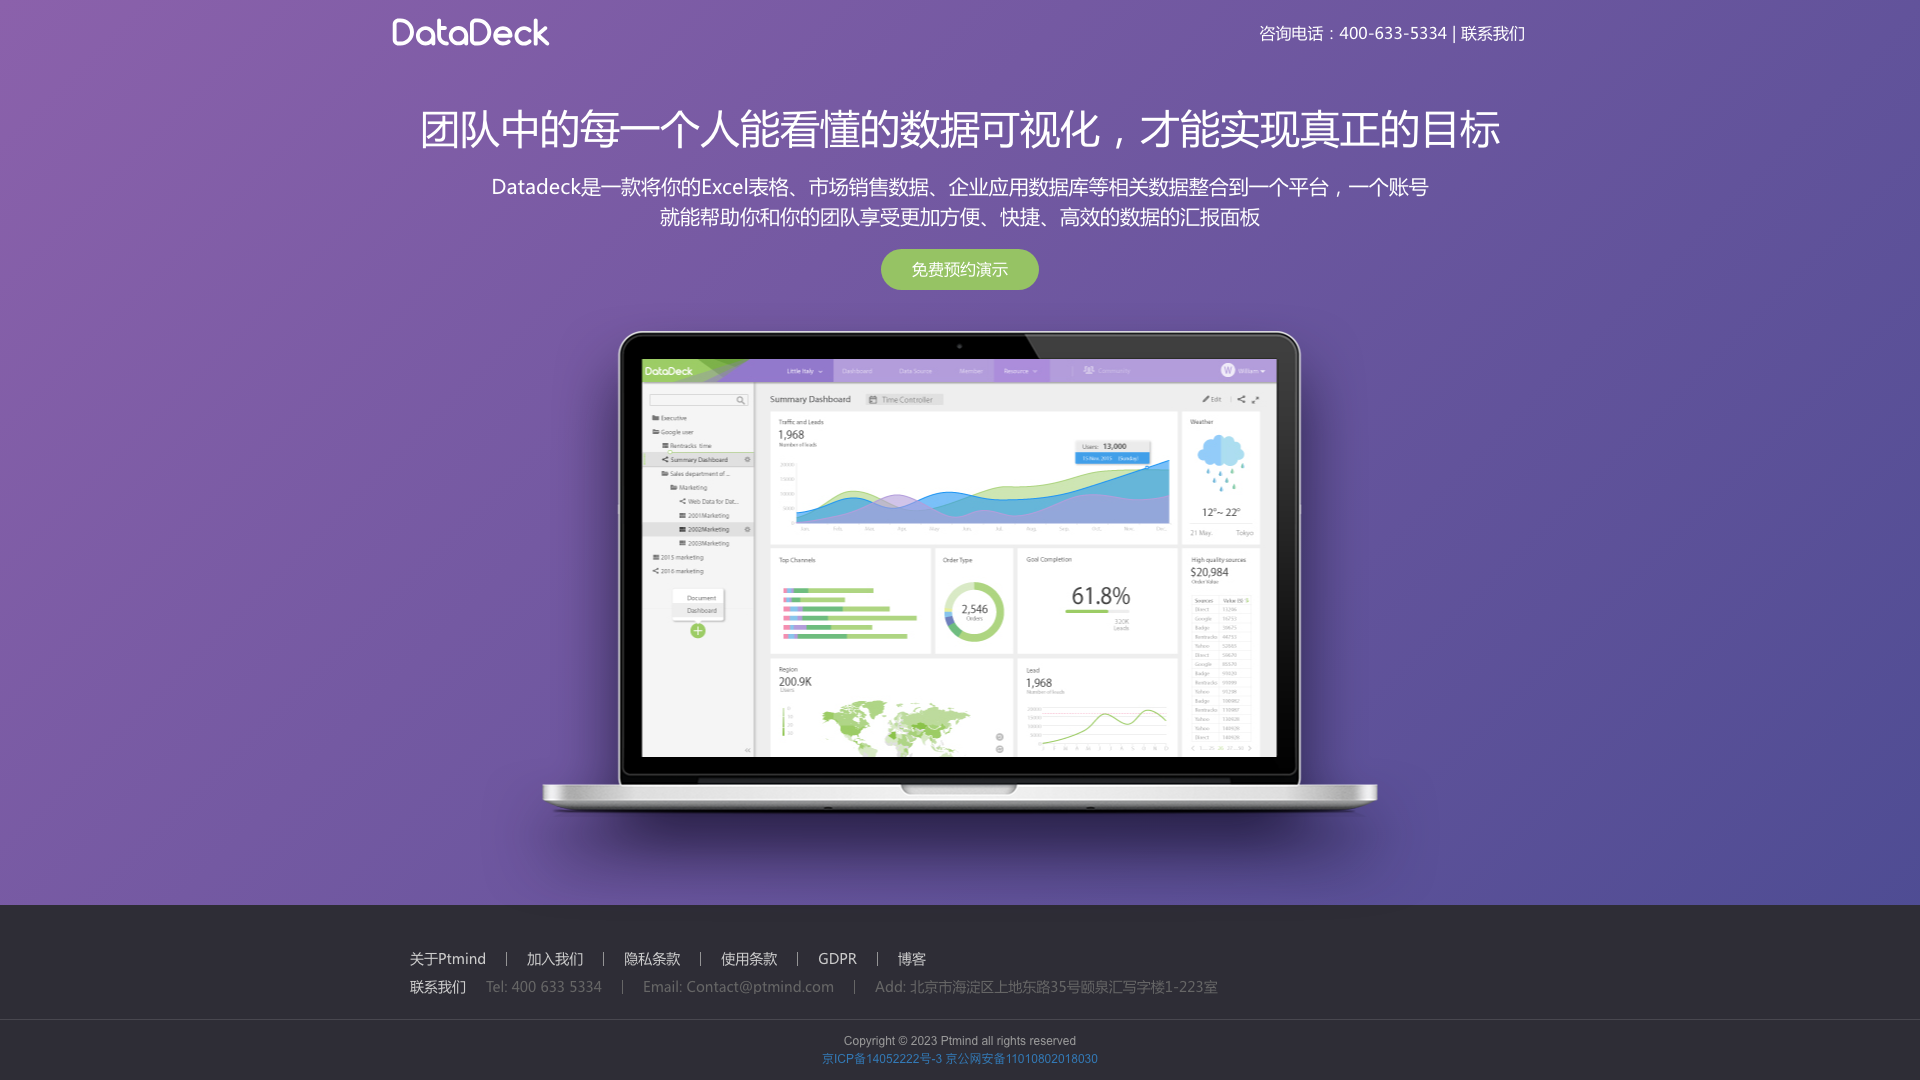 DataDeck
咨询电话：400-633-5334 | 联系我们
团队中的每一个人能看懂的数据可视化，才能实现真正的目标
Datadeck是一款将你的Excel表格、市场销售数据、企业应用数据库等相关数据整合到一个平台，一个账号
就能帮助你和你的团队享受更加方便、快捷、高效的数据的汇报面板
免费预约演示
DataDeck
Little Italy
Dashboard
Data Source
Member
Resource
Community
W William
Summary Dashboard
Time Controller
Edit
Executive
Google user
Rentracks time
Summary Dashboard
Sales department of ...
Marketing
Web Data for Dat...
2001Marketing
2002Marketing
2003Marketing
2015 marketing
2016 marketing
Document
Dashboard
Traffic and Leads
1,968
Number of leads
Users: 13,000
Weather
12°~ 22°
21 May. Tokyo
Top Channels
Order Type
2,546
Orders
Goal Completion
61.8%
320K
Leads
High quality sources
$20,984
Order Value
Sources Value ($)
Region
200.9K
Users
Lead
1,968
Number of leads
关于Ptmind | 加入我们 | 隐私条款 | 使用条款 | GDPR | 博客
联系我们 Tel: 400 633 5334 | Email: Contact@ptmind.com | Add: 北京市海淀区上地东路35号颐泉汇写字楼1-223室
Copyright © 2023 Ptmind all rights reserved
京ICP备14052222号-3 京公网安备11010802018030